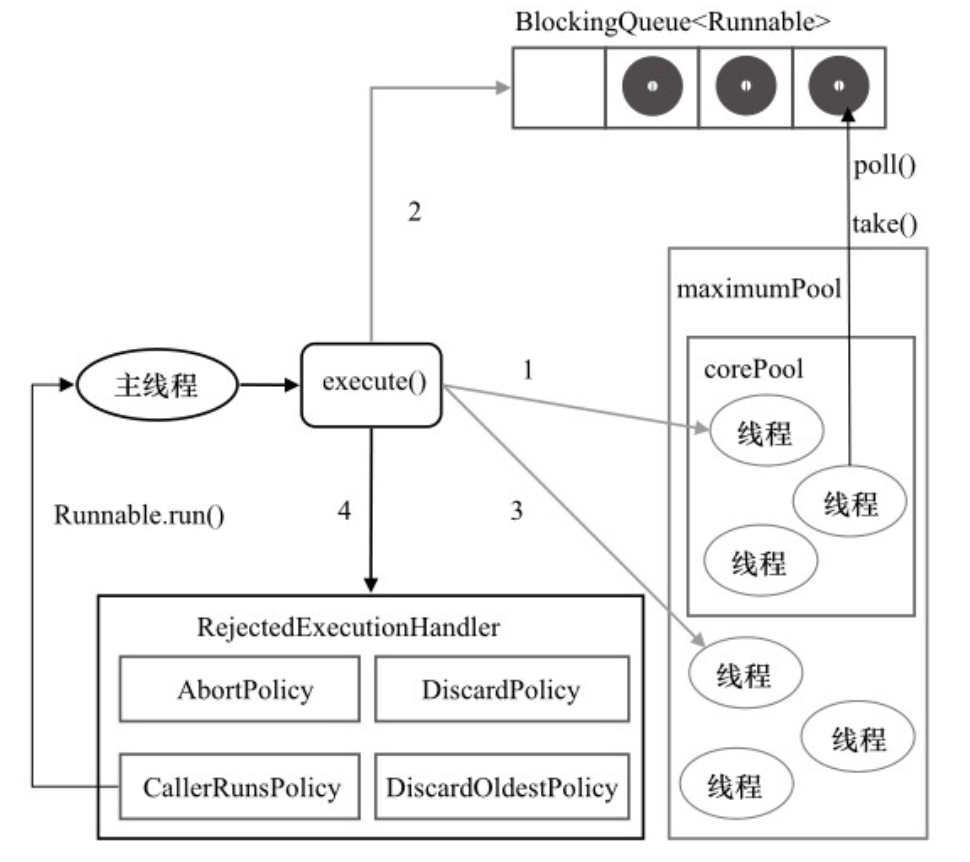 BlockingQueue<Runnable>
poll()
2
take()
maximumPool
主线程
execute()
1
corePool
线程
线程
线程
Runnable.run()
4
3
RejectedExecutionHandler
AbortPolicy
DiscardPolicy
CallerRunsPolicy
DiscardOldestPolicy
线程
线程
线程